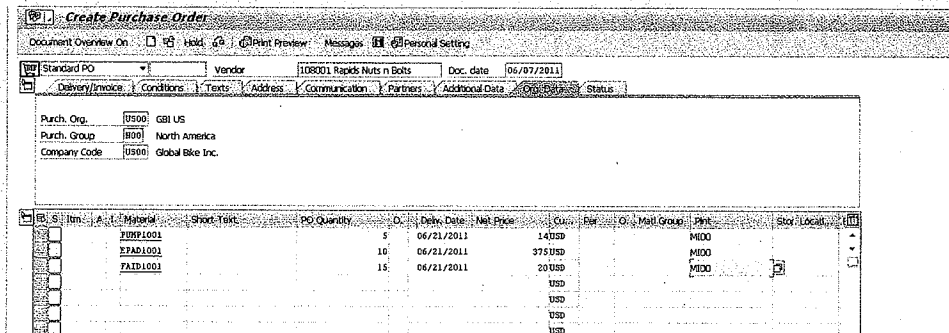 Create Purchase Order
Document Overview On Hold Print Preview Messages Personal Setting
Standard PO Vendor 108001 Rapids Nuts n Bolts Doc. date 06/07/2011
Delivery/Invoice Conditions Texts Address Communication Partners Additional Data Org. Data Status
Purch. Org. US00 GBI US
Purch. Group N00 North America
Company Code US00 Global Bike Inc.
S Itm A I Material Short Text PO Quantity O. Deliv. Date Net Price Cu... Per O Matl Group Plnt Stor. Locati...
PUMP1001 5 06/21/2011 14 USD MI00
EPAD1001 10 06/21/2011 375 USD MI00
FAID1001 15 06/21/2011 20 USD MI00
USD
USD
USD